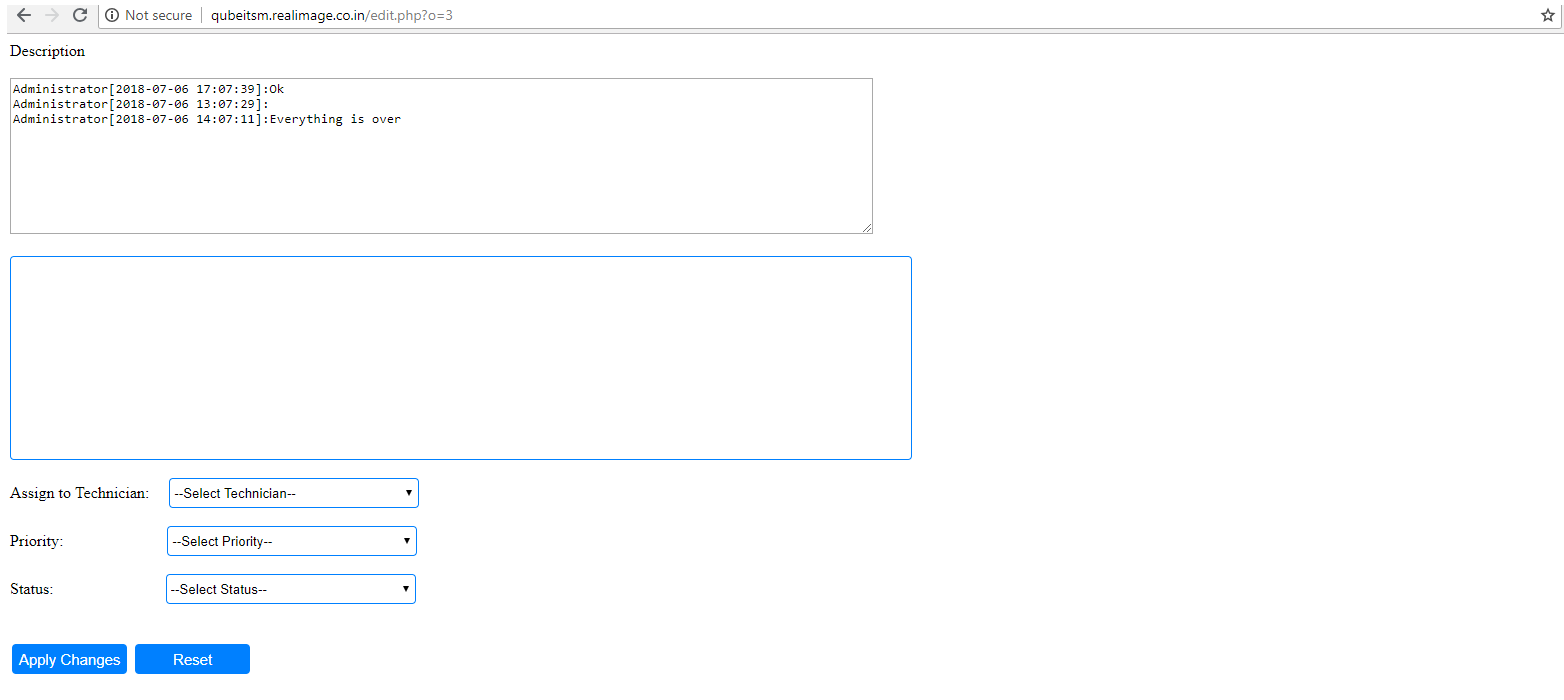 Not secure qubeitsm.realimage.co.in/edit.php?o=3
Description
Administrator[2018-07-06 17:07:39]:Ok
Administrator[2018-07-06 13:07:29]:
Administrator[2018-07-06 14:07:11]:Everything is over
Assign to Technician: --Select Technician--
Priority: --Select Priority--
Status: --Select Status--
Apply Changes Reset